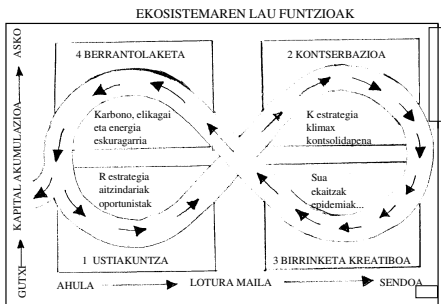 EKOSISTEMAREN LAU FUNTZIOAK
4 BERRANTOLAKETA
2 KONTSERBAZIOA
Karbono, elikagai
eta energia
eskuragarria
K estrategia
klimax
kontsolidapena
R estrategia
aitzindariak
oportunistak
Sua
ekaitzak
epidemiak...
1 USTIAKUNTZA
3 BIRRINKETA KREATIBOA
GUTXI
KAPITAL AKUMULAZIOA
ASKO
AHULA
LOTURA MAILA
SENDOA